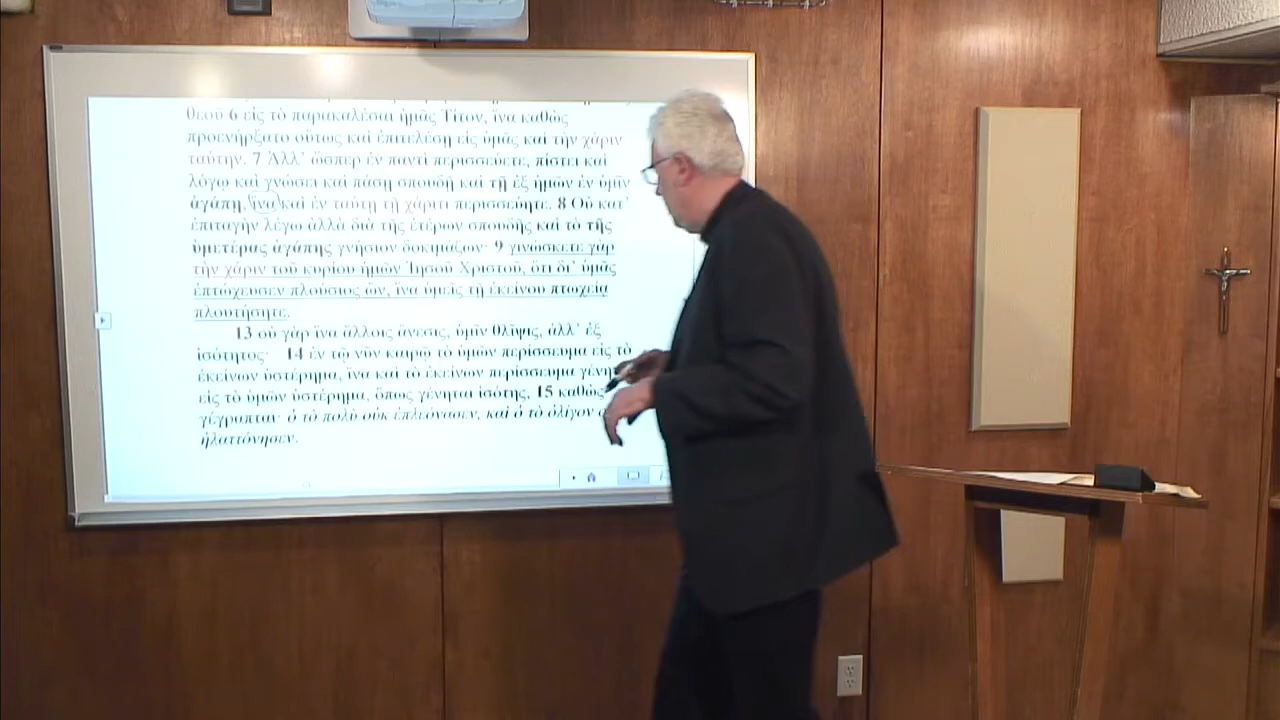 θεοῦ 6 εἰς τὸ παρακαλέσαι ἡμᾶς Τίτον, ἵνα καθὼς
προενήρξατο οὕτως καὶ ἐπιτελέσῃ εἰς ὑμᾶς καὶ τὴν χάριν
ταύτην. 7 Ἀλλ᾽ ὥσπερ ἐν παντὶ περισσεύετε, πίστει καὶ
λόγῳ καὶ γνώσει καὶ πάσῃ σπουδῇ καὶ τῇ ἐξ ἡμῶν ἐν ὑμῖν
ἀγάπῃ, ἵνα καὶ ἐν ταύτῃ τῇ χάριτι περισσεύητε. 8 Οὐ κατ᾽
ἐπιταγὴν λέγω ἀλλὰ διὰ τῆς ἑτέρων σπουδῆς καὶ τὸ τῆς
ὑμετέρας ἀγάπης γνήσιον δοκιμάζων· 9 γινώσκετε γὰρ
τὴν χάριν τοῦ κυρίου ἡμῶν Ἰησοῦ Χριστοῦ, ὅτι δι᾽ ὑμᾶς
ἐπτώχευσεν πλούσιος ὤν, ἵνα ὑμεῖς τῇ ἐκείνου πτωχείᾳ
πλουτήσητε.
13 οὐ γὰρ ἵνα ἄλλοις ἄνεσις, ὑμῖν θλῖψις, ἀλλ᾽ ἐξ
ἰσότητος· 14 ἐν τῷ νῦν καιρῷ τὸ ὑμῶν περίσσευμα εἰς τὸ
ἐκείνων ὑστέρημα, ἵνα καὶ τὸ ἐκείνων περίσσευμα γένη
εἰς τὸ ὑμῶν ὑστέρημα, ὅπως γένηται ἰσότης, 15 καθὼς
γέγραπται· ὁ τὸ πολὺ οὐκ ἐπλεόνασεν, καὶ ὁ τὸ ὀλίγον ο
ἠλαττόνησεν.